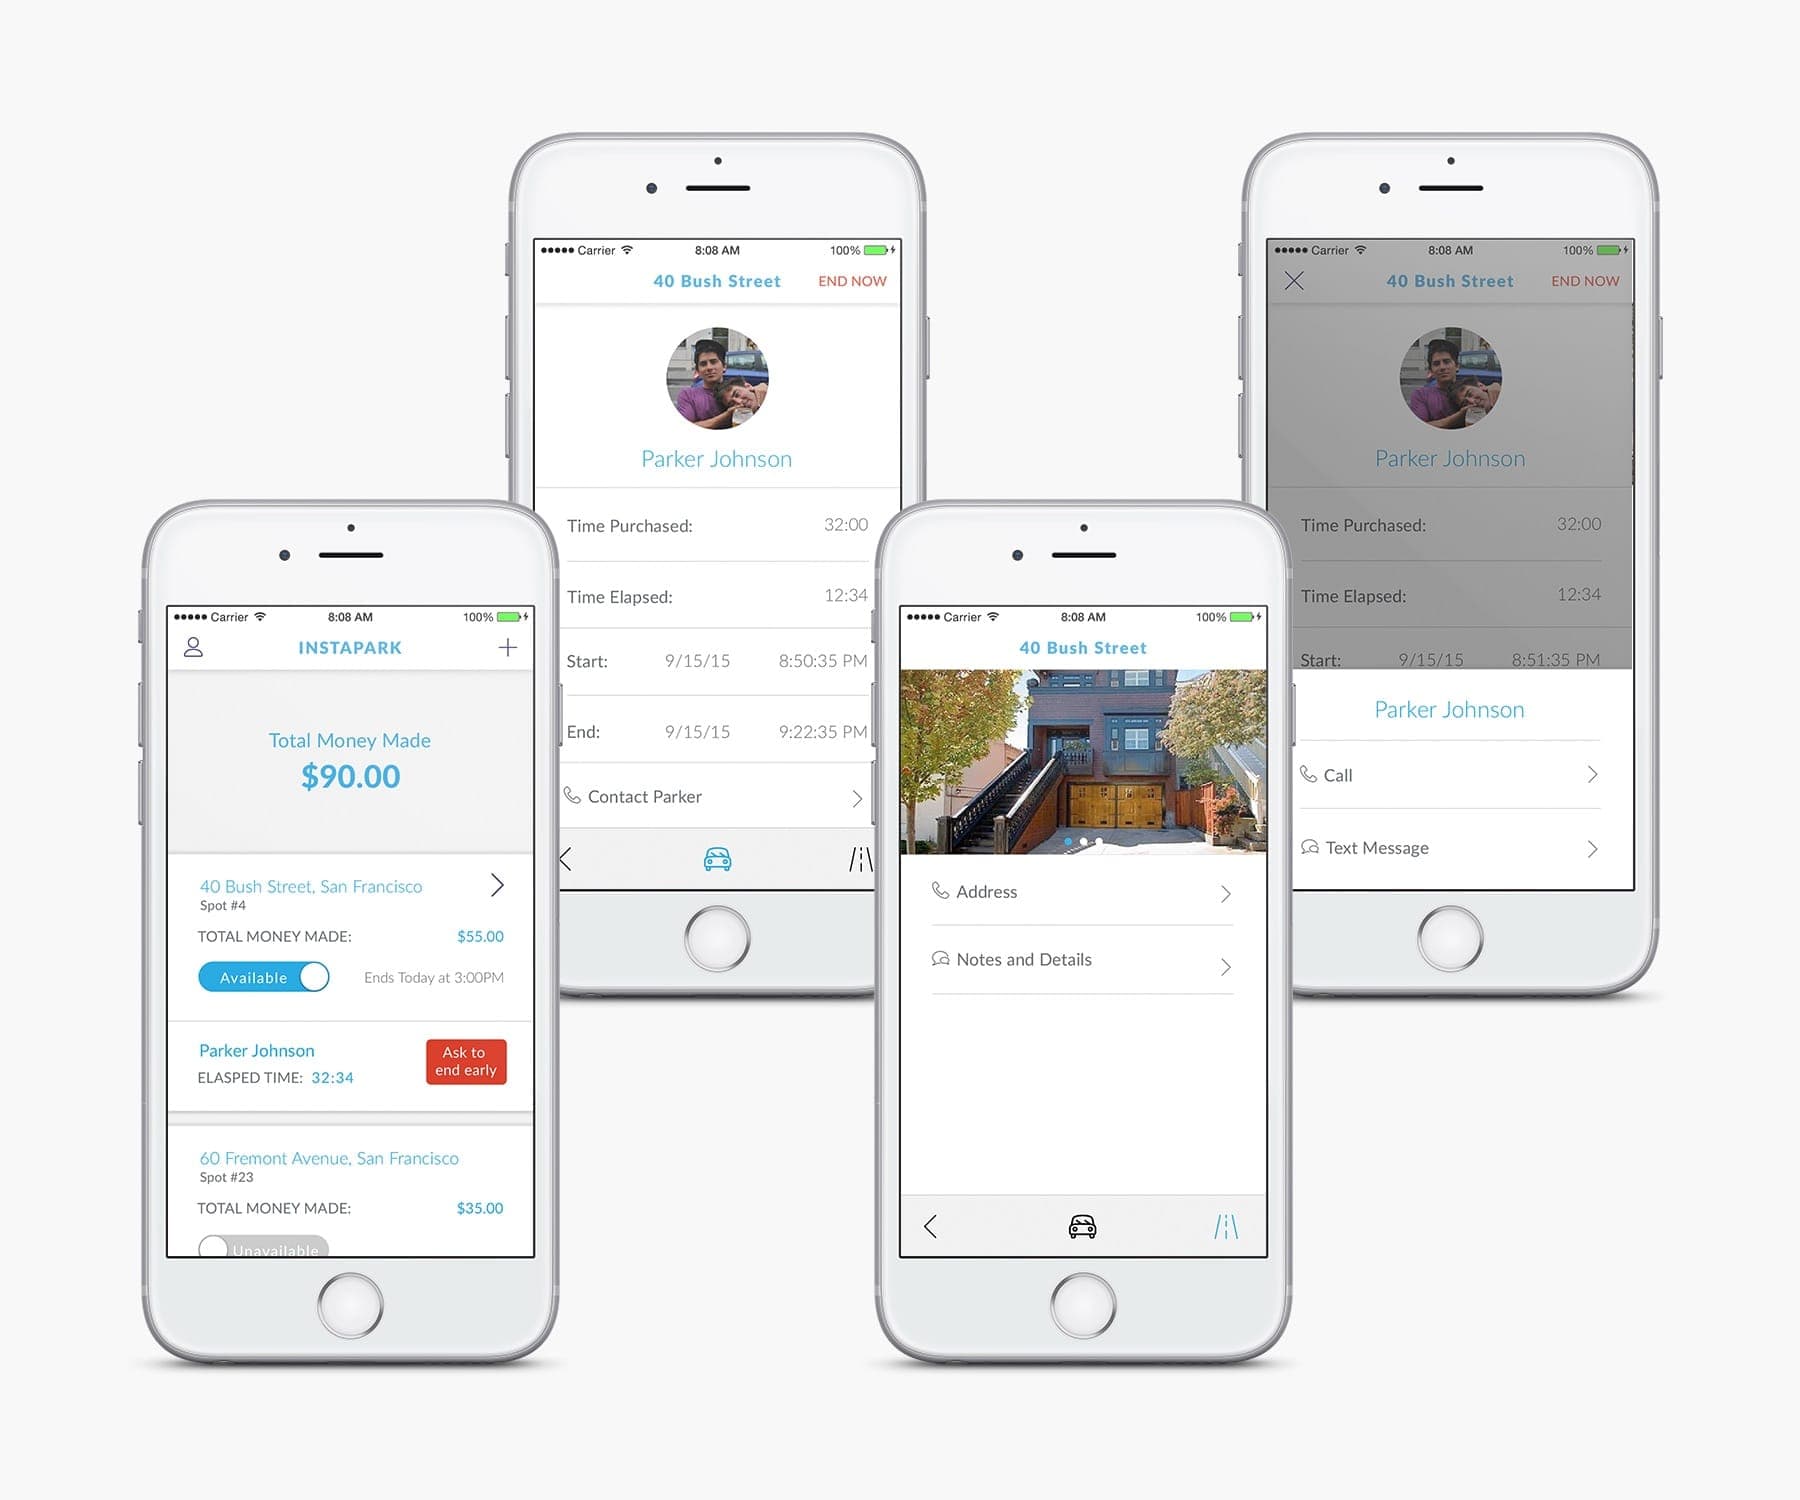 Carrier 8:08 AM 100%
40 Bush Street END NOW
Parker Johnson
Time Purchased: 32:00
Time Elapsed: 12:34
Start: 9/15/15 8:50:35 PM
End: 9/15/15 9:22:35 PM
Contact Parker
Carrier 8:08 AM 100%
40 Bush Street END NOW
Parker Johnson
Time Purchased: 32:00
Time Elapsed: 12:34
Start: 9/15/15 8:51:35 PM
Parker Johnson
Call
Text Message
Carrier 8:08 AM 100%
INSTAPARK
Total Money Made
$90.00
40 Bush Street, San Francisco
Spot #4
TOTAL MONEY MADE: $55.00
Available Ends Today at 3:00PM
Parker Johnson
ELASPED TIME: 32:34
Ask to
end early
60 Fremont Avenue, San Francisco
Spot #23
TOTAL MONEY MADE: $35.00
Unavailable
Carrier 8:08 AM 100%
40 Bush Street
Address
Notes and Details